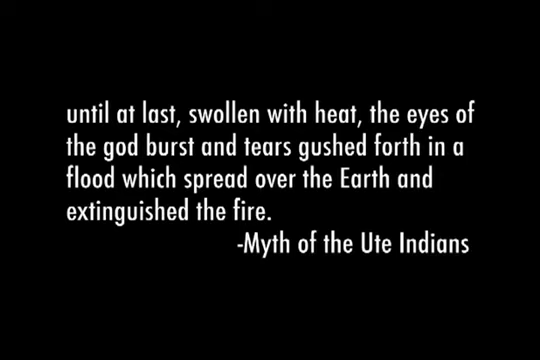 until at last, swollen with heat, the eyes of
the god burst and tears gushed forth in a
flood which spread over the Earth and
extinguished the fire.
-Myth of the Ute Indians